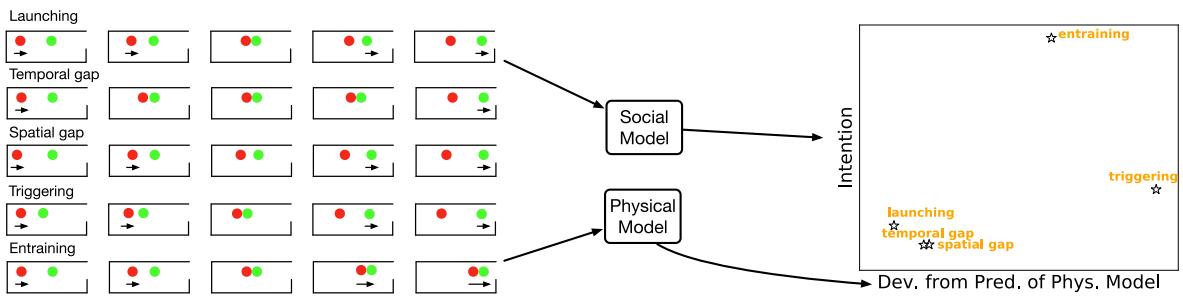 Launching
Temporal gap
Spatial gap
Triggering
Entraining
Social
Model
Physical
Model
Intention
entraining
triggering
launching
temporal gap
spatial gap
Dev. from Pred. of Phys. Model